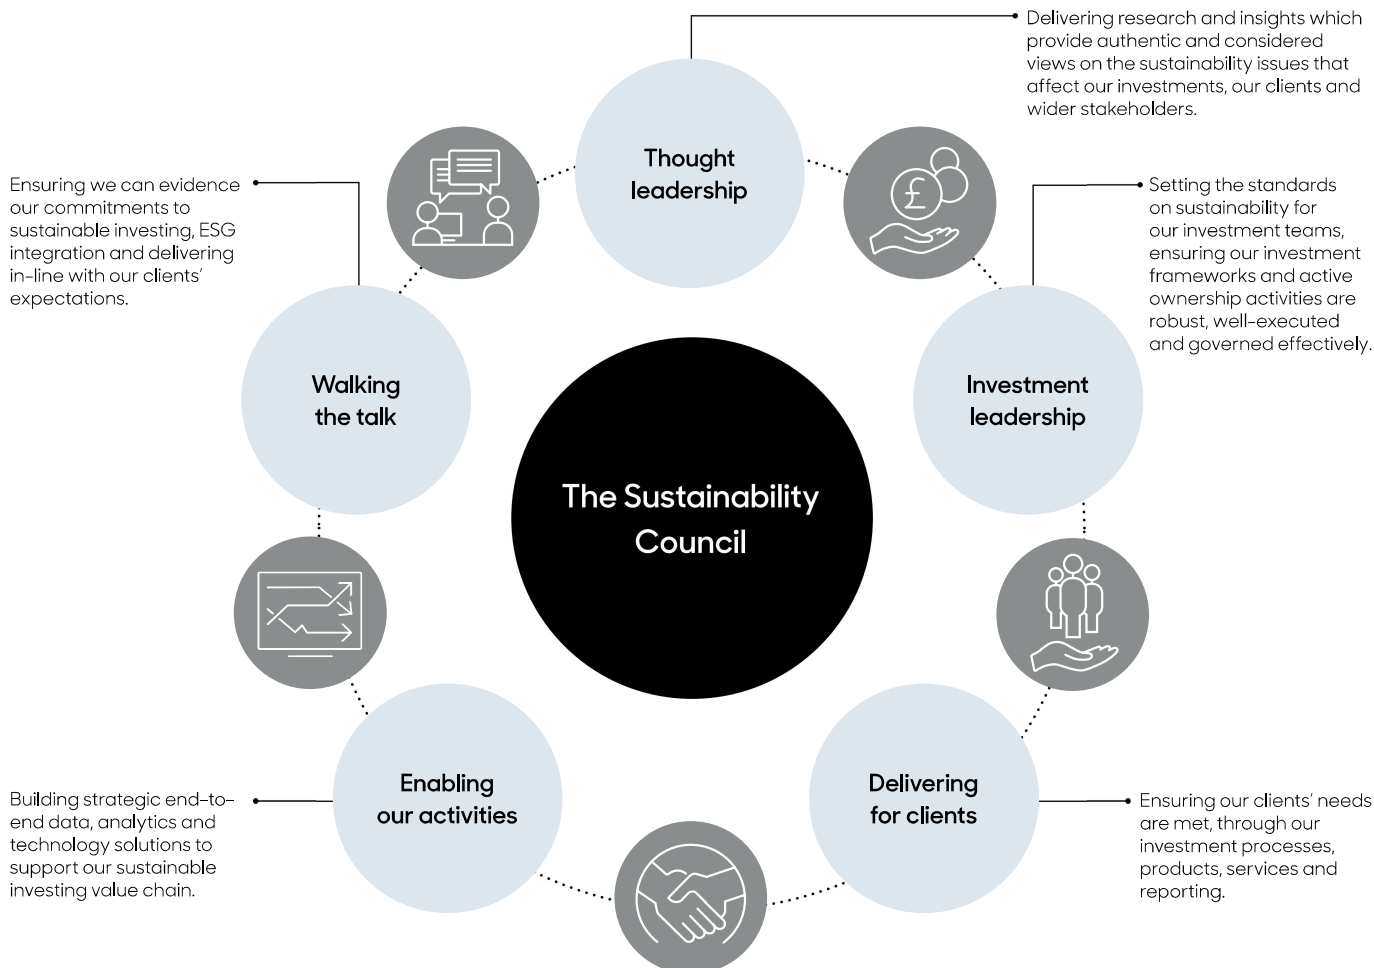 Delivering research and insights which
provide authentic and considered
views on the sustainability issues that
affect our investments, our clients and
wider stakeholders.
Thought
leadership
Ensuring we can evidence
our commitments to
sustainable investing, ESG
integration and delivering
in-line with our clients’
expectations.
Setting the standards
on sustainability for
our investment teams,
ensuring our investment
frameworks and active
ownership activities are
robust, well-executed
and governed effectively.
£
Walking
the talk
Investment
leadership
The Sustainability
Council
Enabling
our activities
Delivering
for clients
Building strategic end-to-
end data, analytics and
technology solutions to
support our sustainable
investing value chain.
Ensuring our clients’ needs
are met, through our
investment processes,
products, services and
reporting.